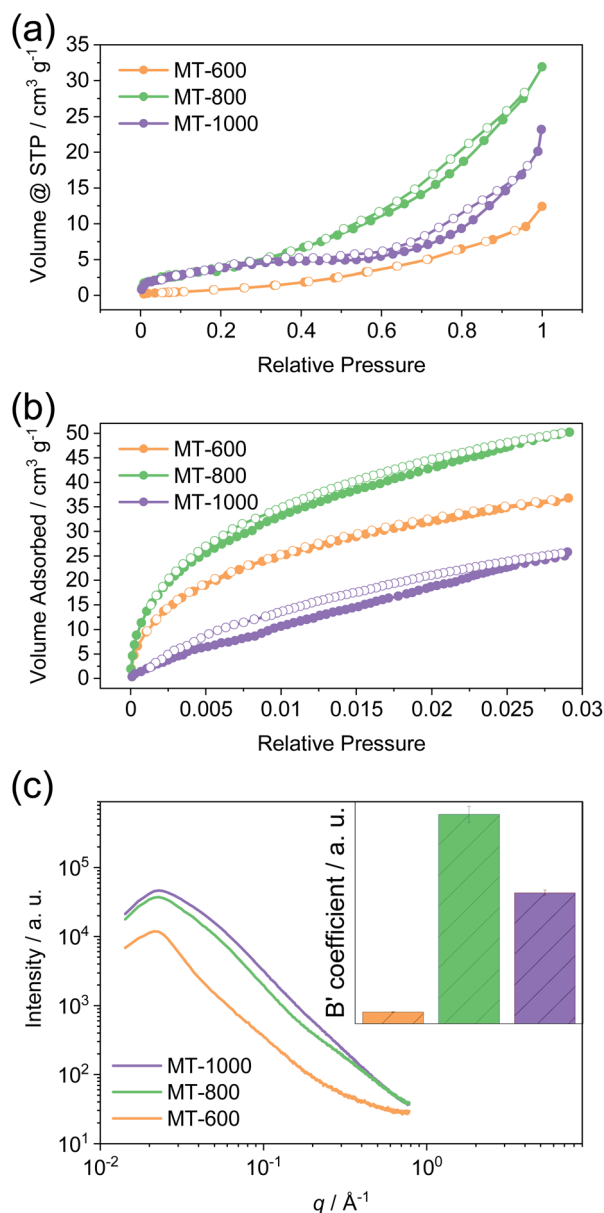 (a)
MT-600
MT-800
MT-1000
Volume @ STP / cm³ g⁻¹
35
30
25
20
15
10
5
0
0 0.2 0.4 0.6 0.8 1
Relative Pressure
(b)
MT-600
MT-800
MT-1000
Volume Adsorbed / cm³ g⁻¹
50
45
40
35
30
25
20
15
10
5
0
0 0.005 0.01 0.015 0.02 0.025 0.03
Relative Pressure
(c)
B' coefficient / a. u.
Intensity / a. u.
10⁵
10⁴
10³
10²
10¹
MT-1000
MT-800
MT-600
10⁻² 10⁻¹ 10⁰
q / Å⁻¹